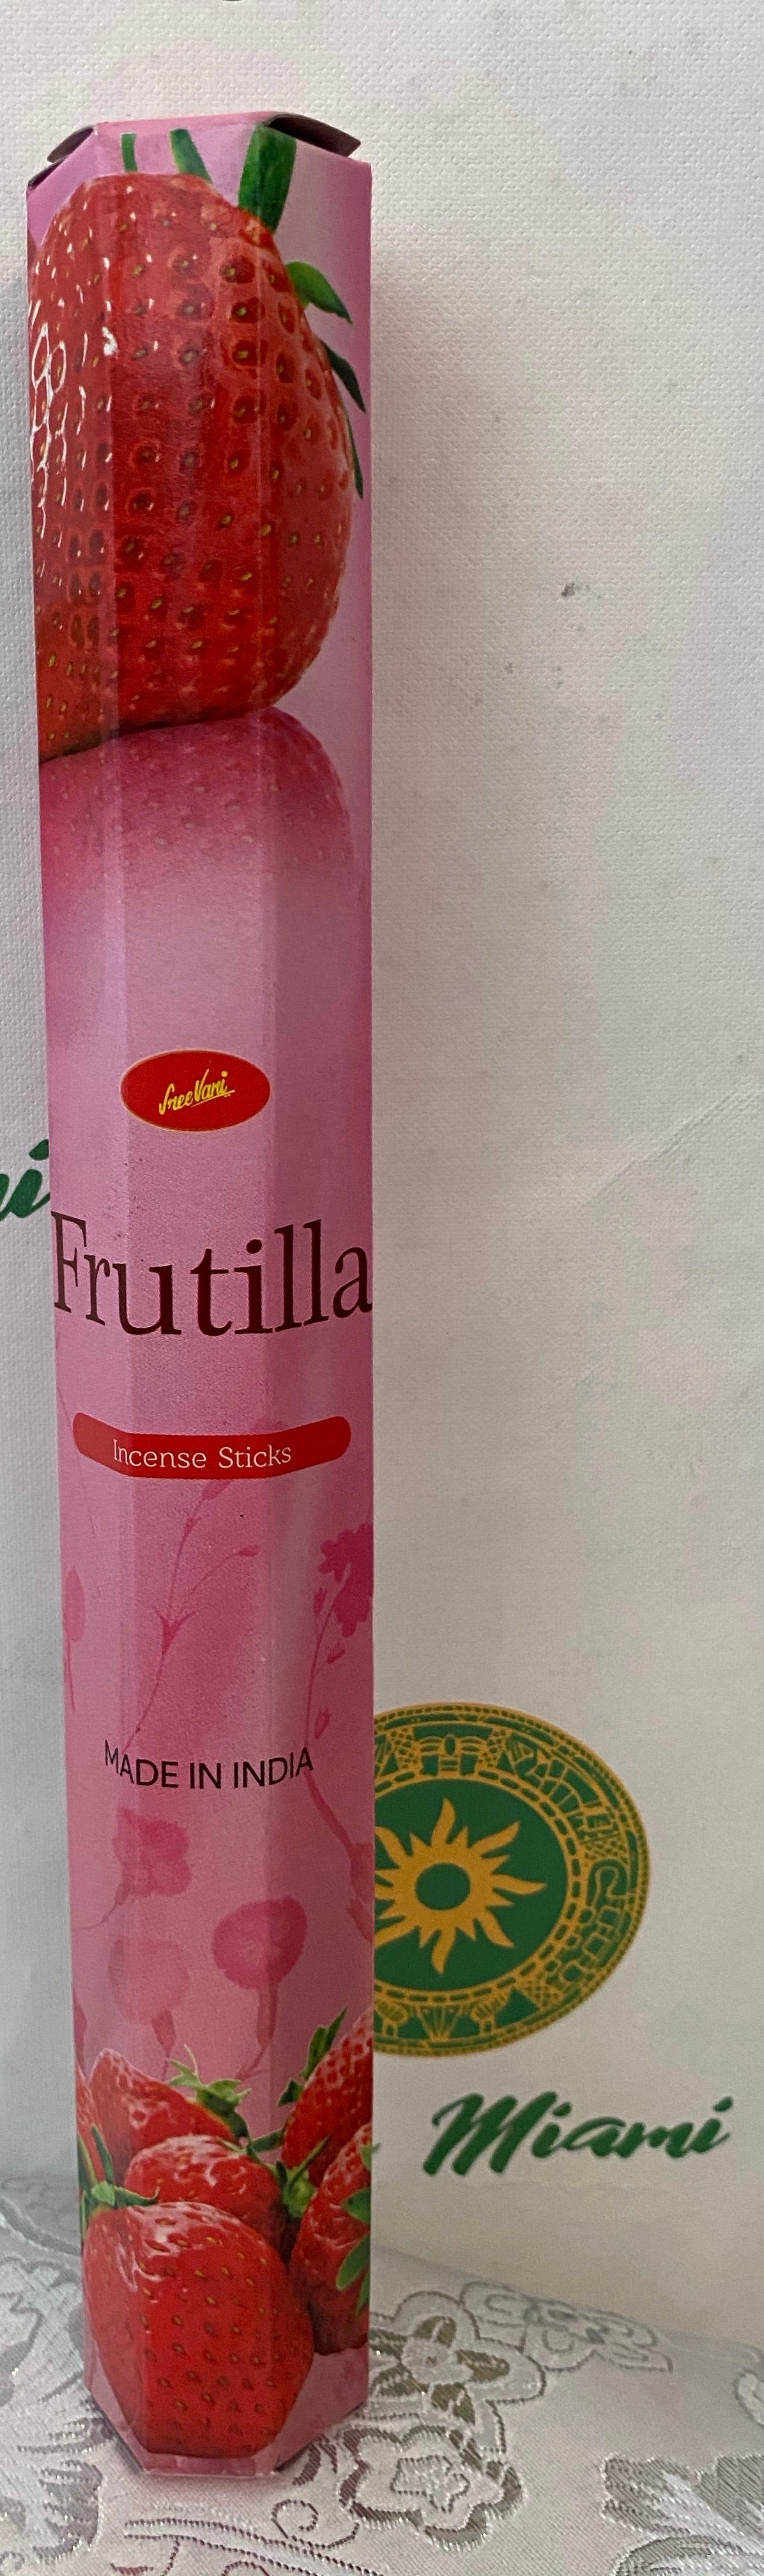 SreeVani
Frutilla
Incense Sticks
MADE IN INDIA
Miami